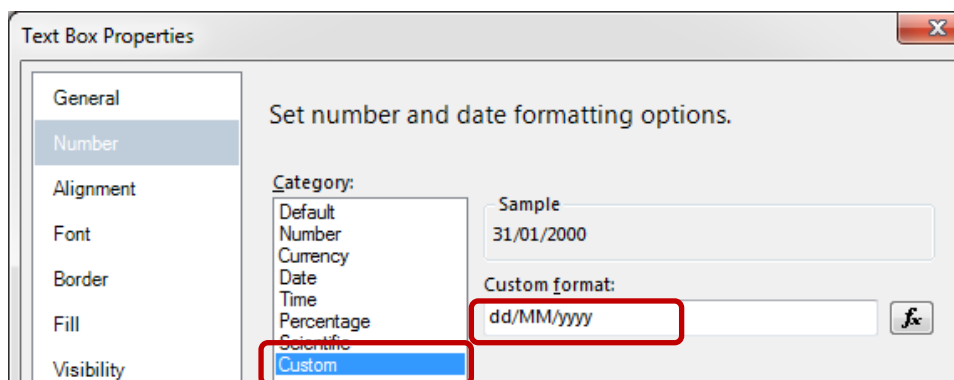 Text Box Properties
X
General
Number
Alignment
Font
Border
Fill
Visibility
Set number and date formatting options.
Category:
Default
Number
Currency
Date
Time
Percentage
Scientific
Custom
Sample
31/01/2000
Custom format:
dd/MM/yyyy
fx